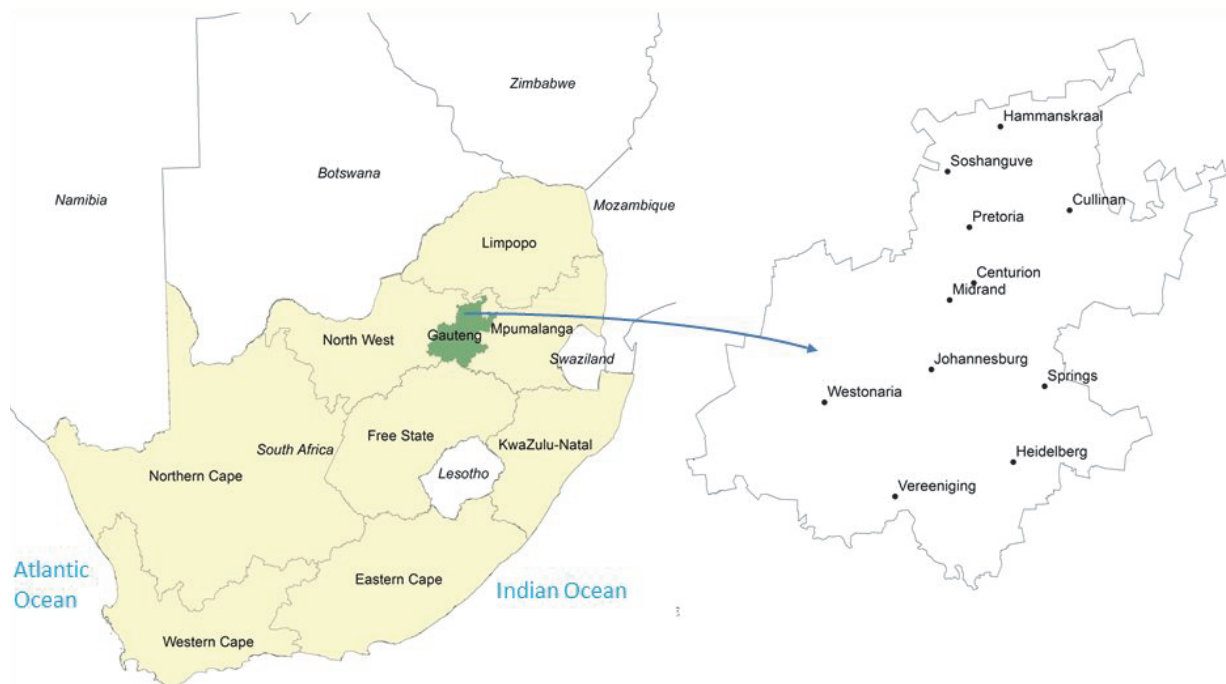 Zimbabwe
Botswana
Namibia
Mozambique
Limpopo
North West
Gauteng
Mpumalanga
Swaziland
Free State
South Africa
KwaZulu-Natal
Lesotho
Northern Cape
Eastern Cape
Western Cape
Atlantic
Ocean
Indian Ocean
Hammanskraal
Soshanguve
Cullinan
Pretoria
Centurion
Midrand
Johannesburg
Springs
Westonaria
Heidelberg
Vereeniging